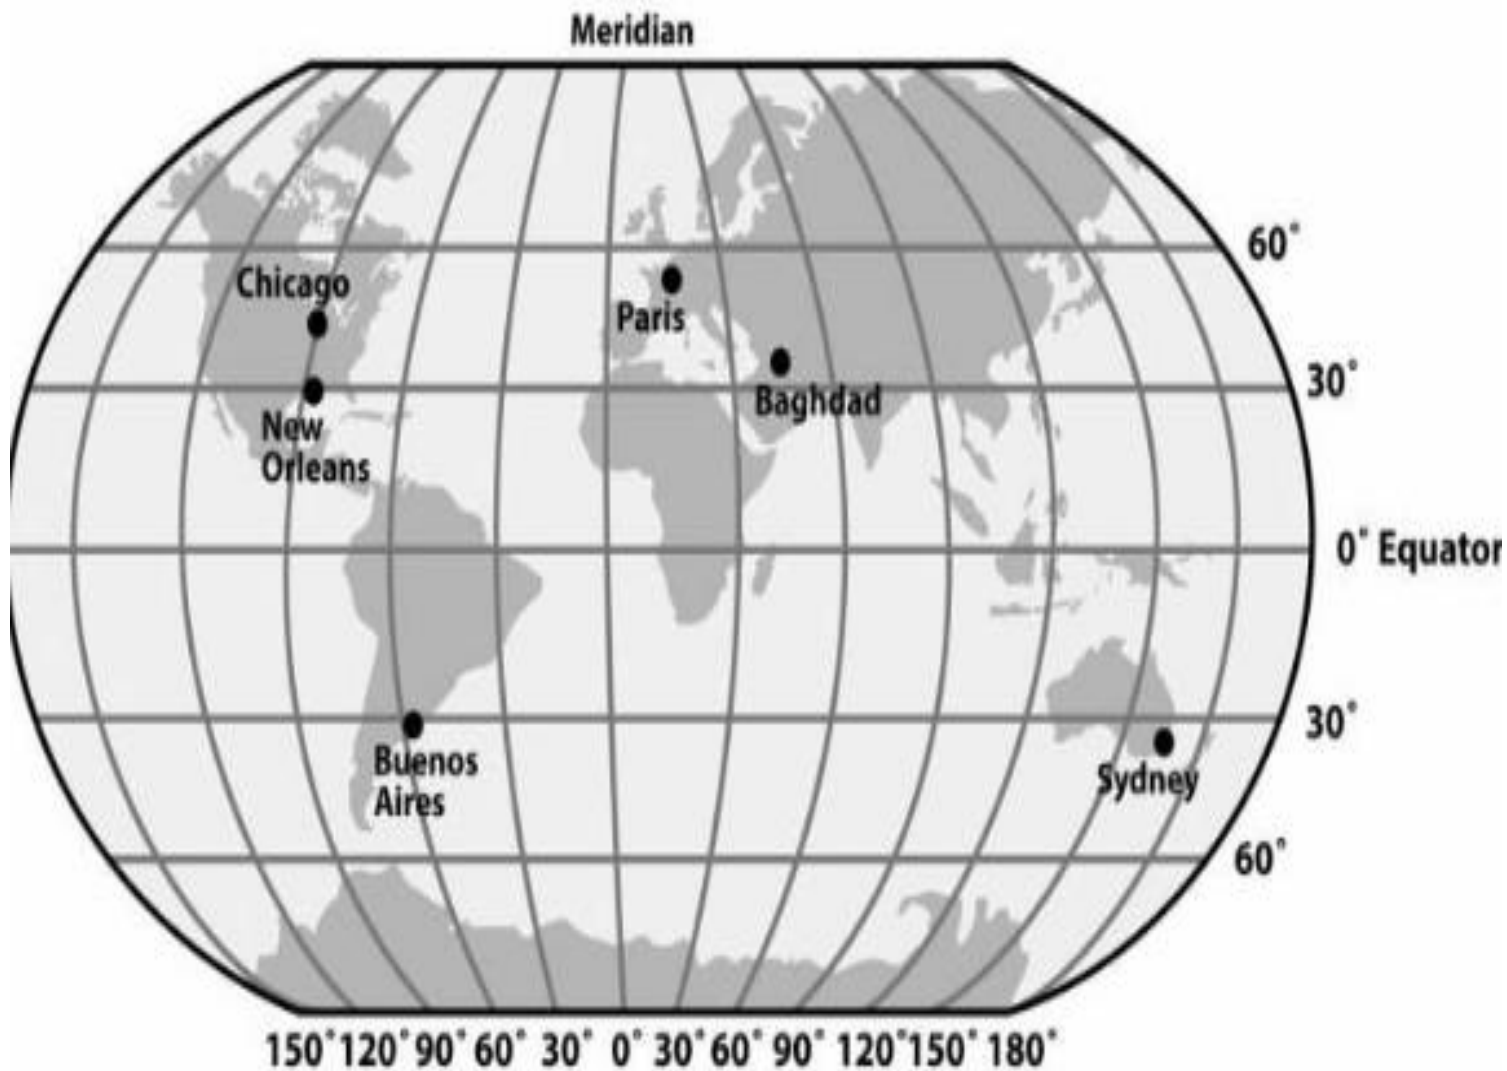 Meridian
60°
Chicago
Paris
30°
Baghdad
New
Orleans
0° Equator
30°
Buenos
Aires
Sydney
60°
150° 120° 90° 60° 30° 0° 30° 60° 90° 120° 150° 180°